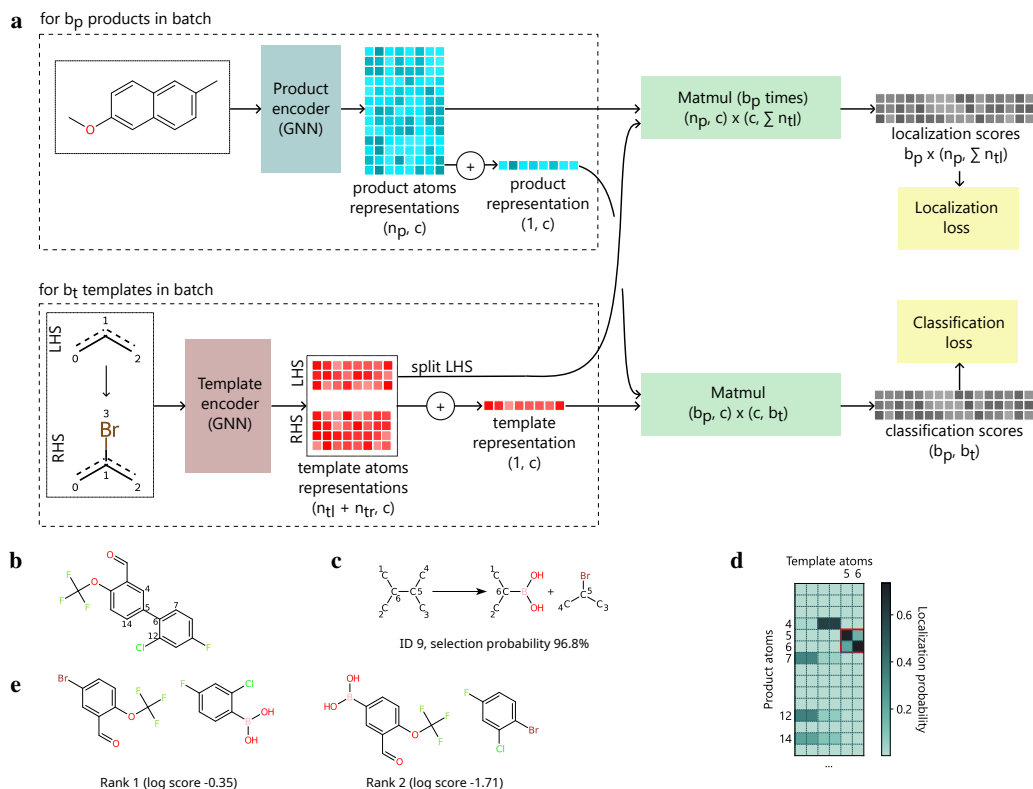 a
for bp products in batch
O
Product
encoder
(GNN)
product atoms
representations
(np, c)
+
product
representation
(1, c)
Matmul (bp times)
(np, c) x (c, ∑ ntl)
localization scores
bp x (np, ∑ ntl)
Localization
loss
for bt templates in batch
LHS
1
0
2
RHS
3
Br
0
1
2
Template
encoder
(GNN)
LHS
RHS
split LHS
+
template atoms
representations
(ntl + ntr, c)
template
representation
(1, c)
Matmul
(bp, c) x (c, bt)
Classification
loss
classification scores
(bp, bt)
b
O
F
F
F
O
4
5
14
6
7
12
Cl
F
c
1
C
4
C
C
6
C
5
C
2
C
3
1
C
6
C
C
2
B
OH
OH
+
Br
C
5
C
4
C
3
ID 9, selection probability 96.8%
d
Template atoms
5 6
Product atoms
4
5
6
7
12
14
...
0.6
0.4
0.2
Localization probability
e
Br
O
O
F
F
F
F
Cl
B
OH
OH
Rank 1 (log score -0.35)
OH
HO
B
O
O
F
F
F
F
Br
Cl
Rank 2 (log score -1.71)